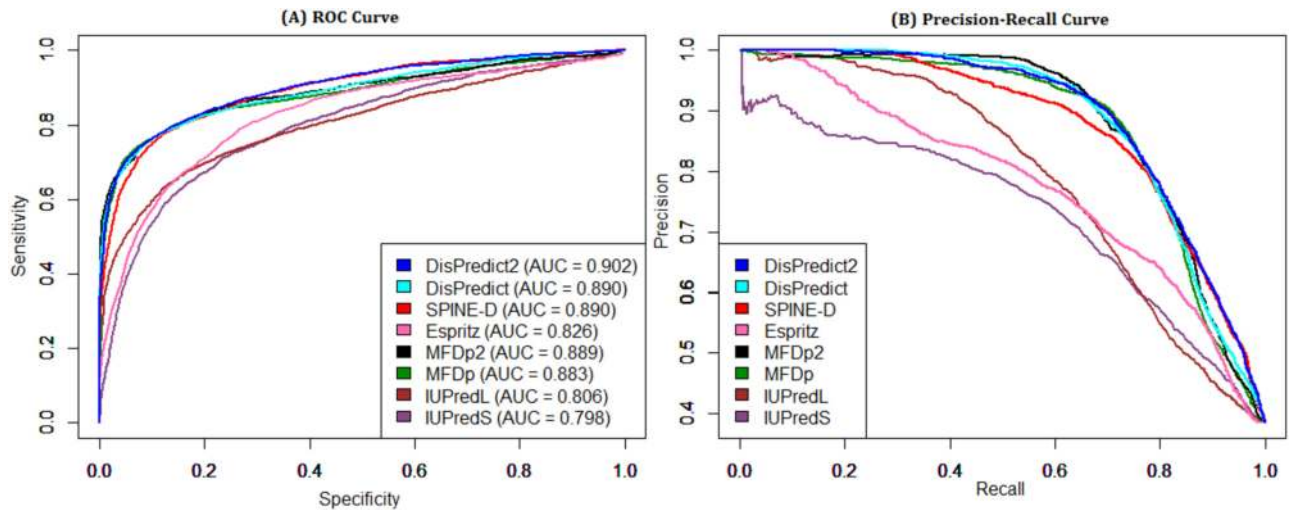 (A) ROC Curve
Sensitivity
0.0 0.2 0.4 0.6 0.8 1.0
DisPredict2 (AUC = 0.902)
DisPredict (AUC = 0.890)
SPINE-D (AUC = 0.890)
Espritz (AUC = 0.826)
MFDp2 (AUC = 0.889)
MFDp (AUC = 0.883)
IUPredL (AUC = 0.806)
IUPredS (AUC = 0.798)
0.0 0.2 0.4 0.6 0.8 1.0
Specificity
(B) Precision-Recall Curve
Precision
0.4 0.5 0.6 0.7 0.8 0.9 1.0
DisPredict2
DisPredict
SPINE-D
Espritz
MFDp2
MFDp
IUPredL
IUPredS
0.0 0.2 0.4 0.6 0.8 1.0
Recall